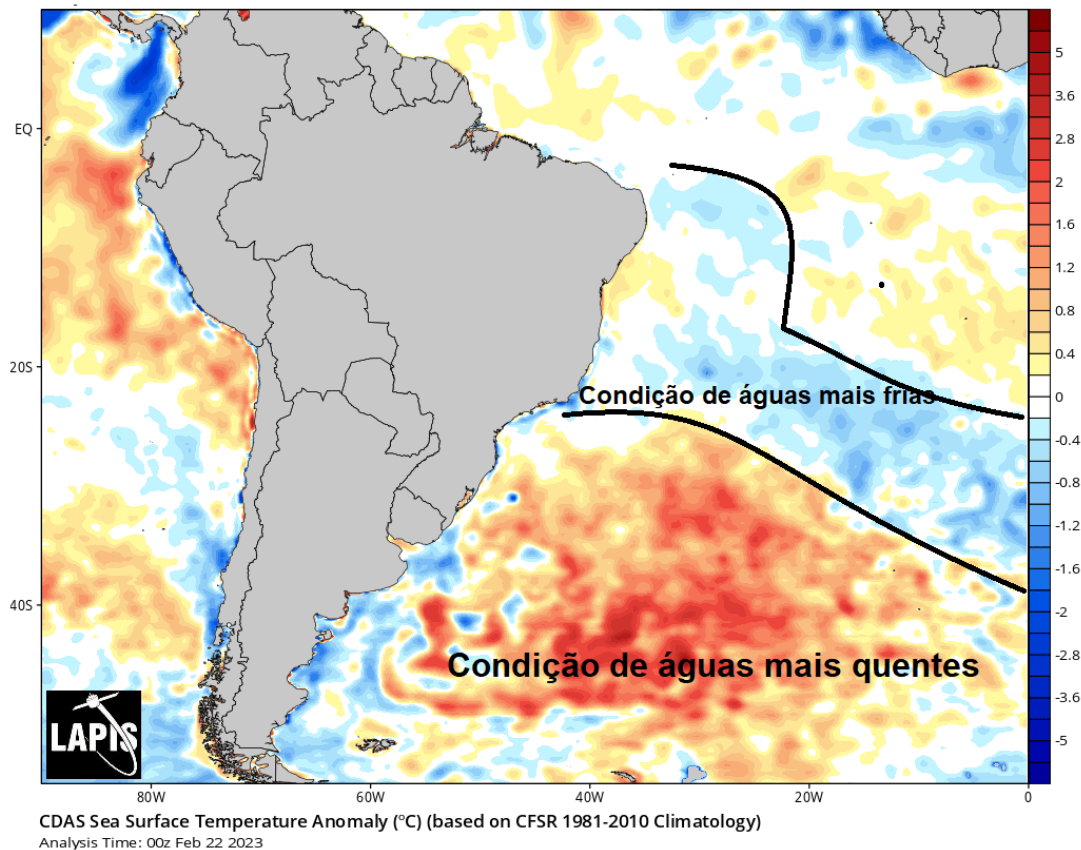 EQ
20S
40S
80W
60W
40W
20W
0
5
3.6
2.8
2
1.6
1.2
0.8
0.4
0
-0.4
-0.8
-1.2
-1.6
-2
-2.8
-3.6
-5
Condição de águas mais frias
Condição de águas mais quentes
LAPIS
CDAS Sea Surface Temperature Anomaly (°C) (based on CFSR 1981-2010 Climatology)
Analysis Time: 00z Feb 22 2023